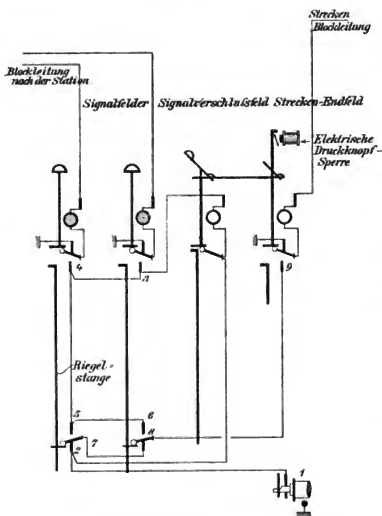 Strecken
Blockleitung
Blockleitung
nach der Station
Signalfelder
Signalverschlußfeld
Strecken-Endfeld
Elektrische
Druckknopf-
Sperre
4
3
9
Riegel-
stange
5
6
7
8
2
1